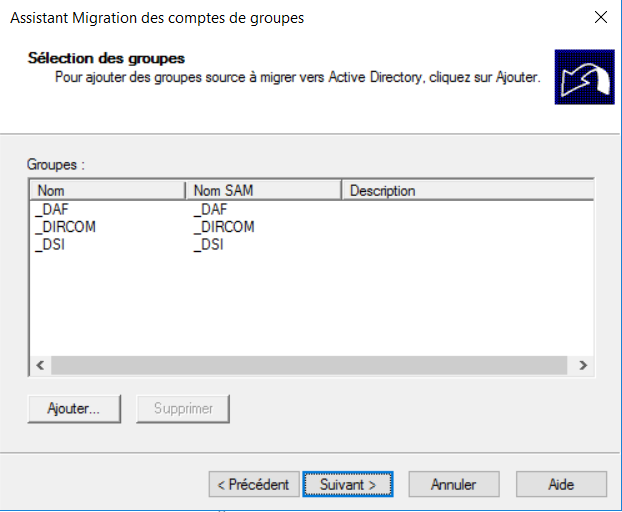 Assistant Migration des comptes de groupes
Sélection des groupes
Pour ajouter des groupes source à migrer vers Active Directory, cliquez sur Ajouter.
Groupes :
Nom Nom SAM Description
_DAF _DAF
_DIRCOM _DIRCOM
_DSI _DSI
Ajouter... Supprimer
< Précédent Suivant > Annuler Aide